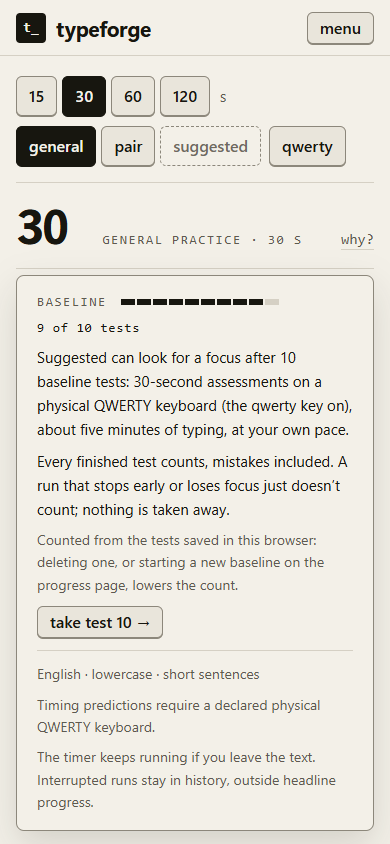 t_ typeforge menu
15 30 60 120 s
general pair suggested qwerty
30 GENERAL PRACTICE · 30 S why?
BASELINE
9 of 10 tests
Suggested can look for a focus after 10
baseline tests: 30-second assessments on a
physical QWERTY keyboard (the qwerty key on),
about five minutes of typing, at your own pace.
Every finished test counts, mistakes included. A
run that stops early or loses focus just doesn't
count; nothing is taken away.
Counted from the tests saved in this browser:
deleting one, or starting a new baseline on the
progress page, lowers the count.
take test 10 →
English · lowercase · short sentences
Timing predictions require a declared physical
QWERTY keyboard.
The timer keeps running if you leave the text.
Interrupted runs stay in history, outside headline
progress.